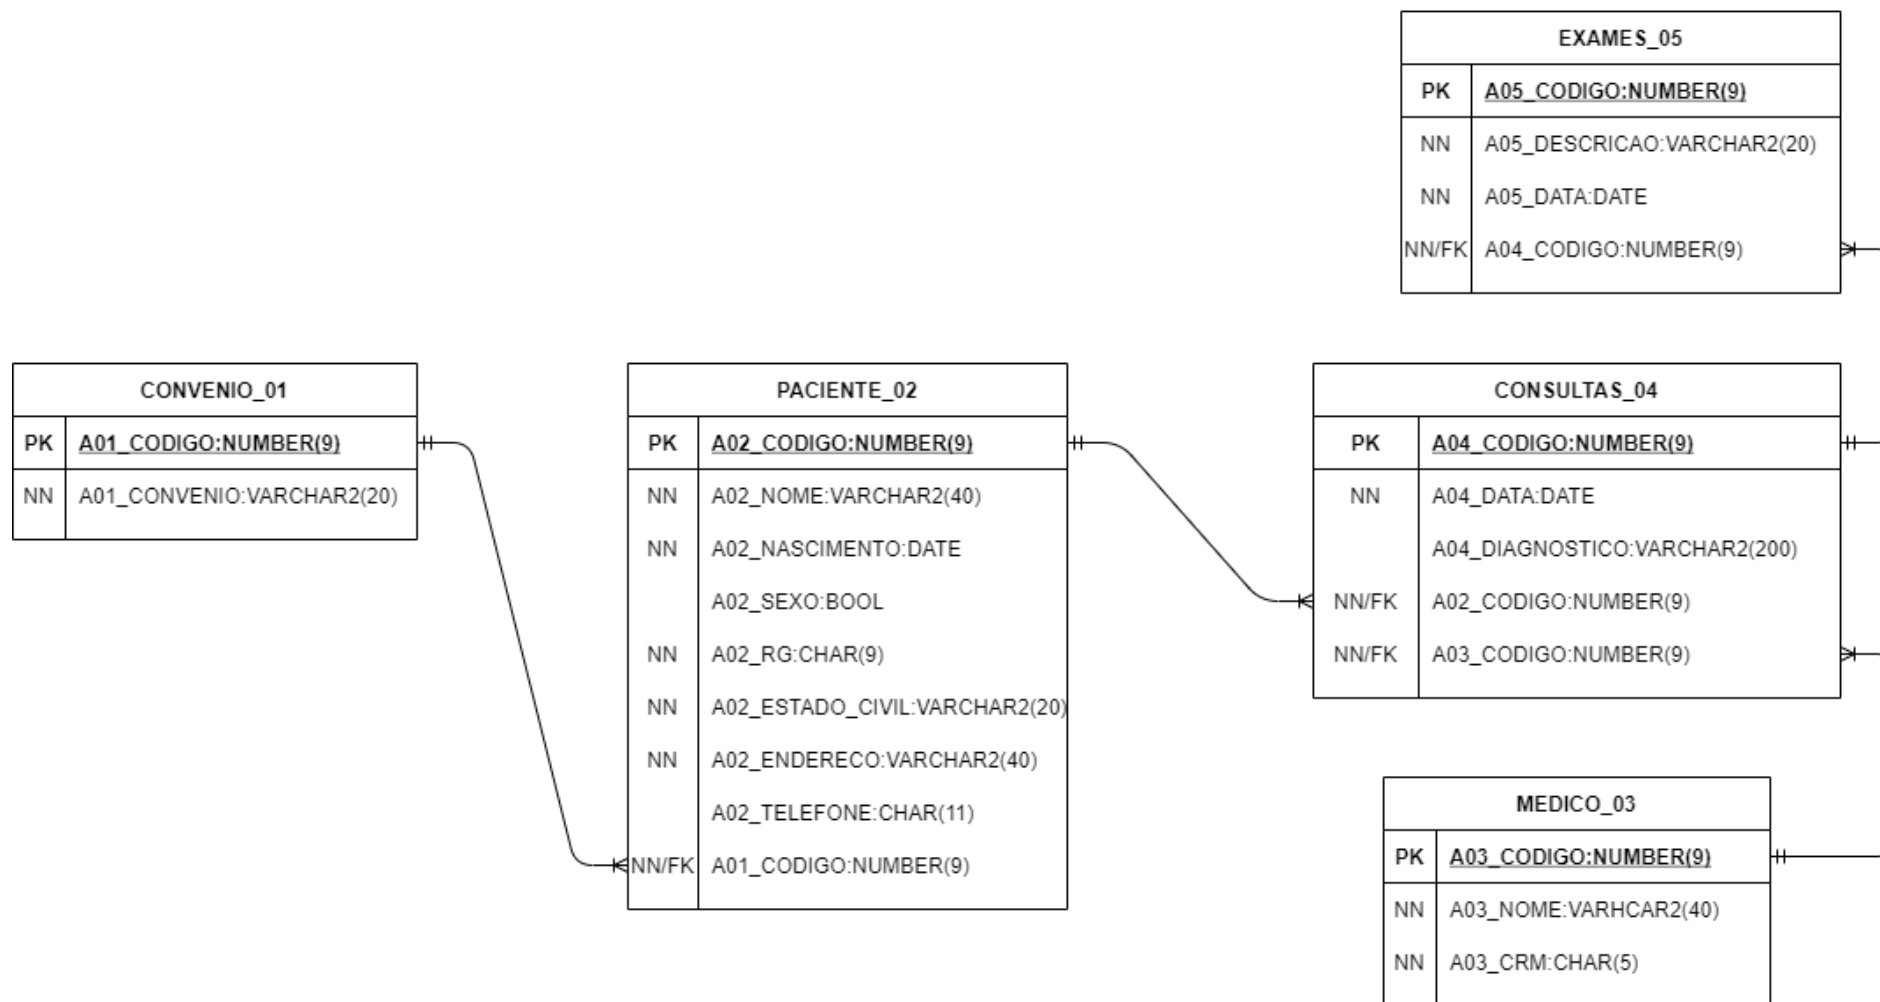 EXAMES_05
PK A05_CODIGO:NUMBER(9)
NN A05_DESCRICAO:VARCHAR2(20)
NN A05_DATA:DATE
NN/FK A04_CODIGO:NUMBER(9)
CONVENIO_01
PK A01_CODIGO:NUMBER(9)
NN A01_CONVENIO:VARCHAR2(20)
PACIENTE_02
PK A02_CODIGO:NUMBER(9)
NN A02_NOME:VARCHAR2(40)
NN A02_NASCIMENTO:DATE
A02_SEXO:BOOL
NN A02_RG:CHAR(9)
NN A02_ESTADO_CIVIL:VARCHAR2(20)
NN A02_ENDERECO:VARCHAR2(40)
A02_TELEFONE:CHAR(11)
NN/FK A01_CODIGO:NUMBER(9)
CONSULTAS_04
PK A04_CODIGO:NUMBER(9)
NN A04_DATA:DATE
A04_DIAGNOSTICO:VARCHAR2(200)
NN/FK A02_CODIGO:NUMBER(9)
NN/FK A03_CODIGO:NUMBER(9)
MEDICO_03
PK A03_CODIGO:NUMBER(9)
NN A03_NOME:VARHCAR2(40)
NN A03_CRM:CHAR(5)